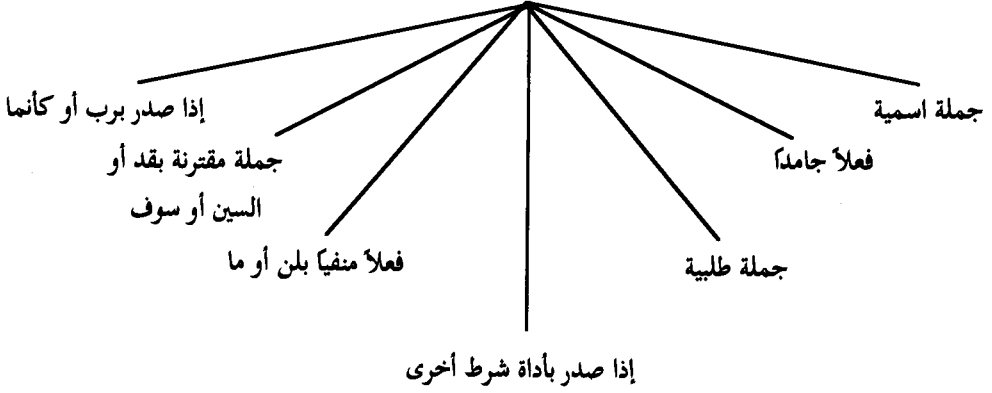 جملة اسمية
فعلاً جامداً
جملة طلبية
إذا صدر بأداة شرط أخرى
فعلاً منفياً بلن أو ما
جملة مقترنة بقد أو
السين أو سوف
إذا صدر برب أو كأنما